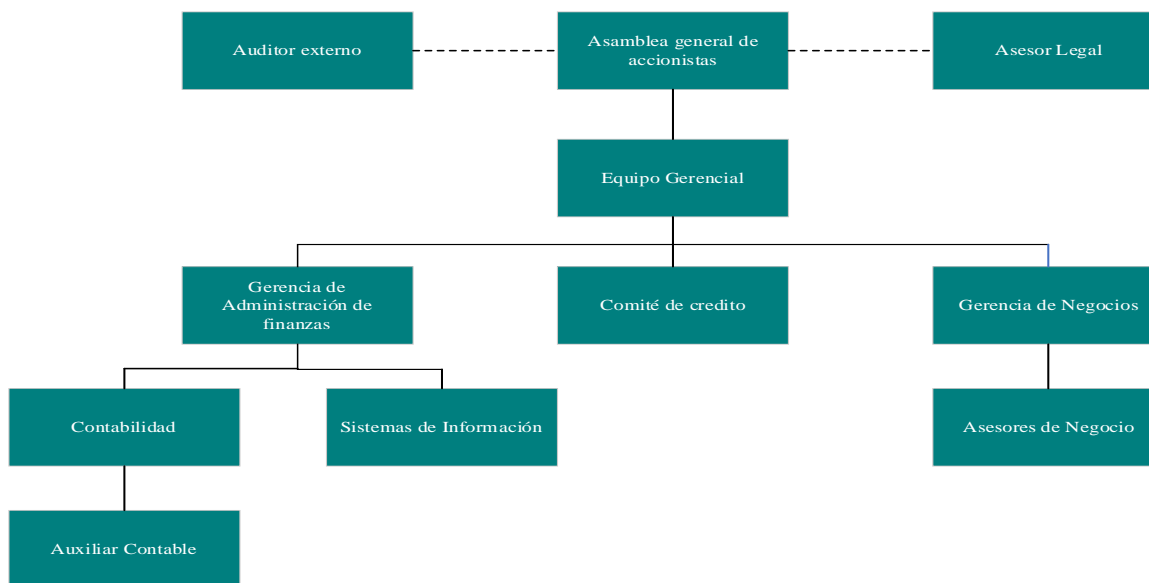 Auditor externo
Asamblea general de
accionistas
Asesor Legal
Equipo Gerencial
Gerencia de
Administración de
finanzas
Comité de credito
Gerencia de Negocios
Contabilidad
Sistemas de Información
Asesores de Negocio
Auxiliar Contable